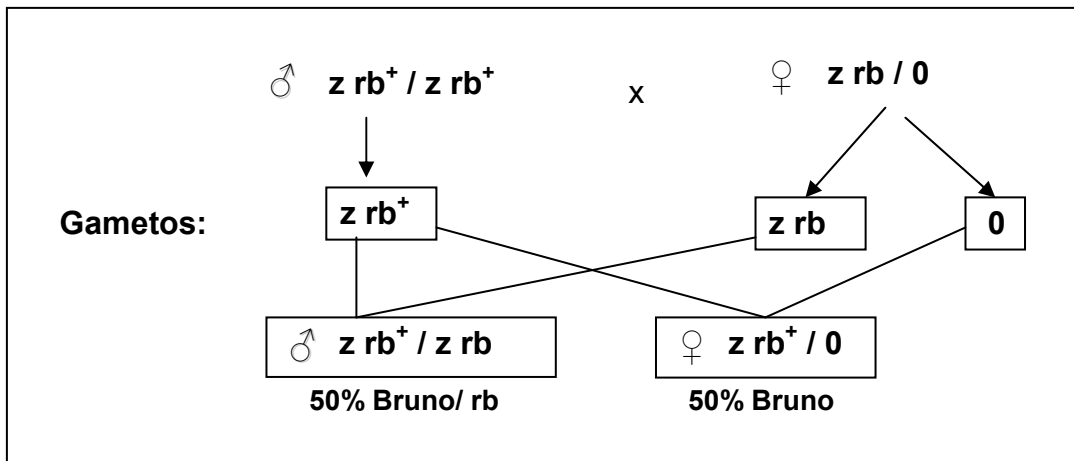 ♂ z rb⁺ / z rb⁺ x ♀ z rb / 0
Gametos: z rb⁺ z rb 0
♂ z rb⁺ / z rb ♀ z rb⁺ / 0
50% Bruno/ rb 50% Bruno